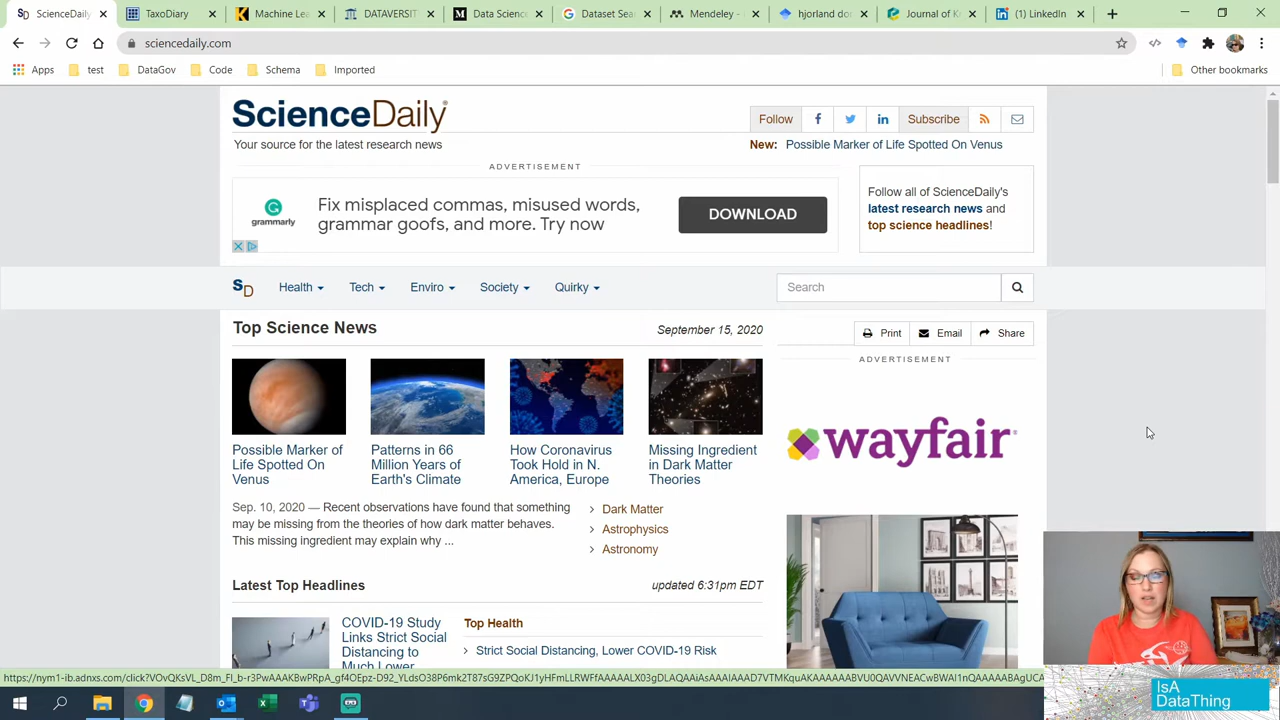 ScienceDaily
TaxoDiary
Machine Lea
DATAVERSIT
Data Science
Dataset Sear
Mendeley -
hjorland don
Journal of K
(1) LinkedIn
sciencedaily.com
Apps
test
DataGov
Code
Schema
Imported
Other bookmarks
ScienceDaily
Your source for the latest research news
Follow
Subscribe
New: Possible Marker of Life Spotted On Venus
ADVERTISEMENT
grammarly
Fix misplaced commas, misused words,
grammar goofs, and more. Try now
DOWNLOAD
Follow all of ScienceDaily's
latest research news and
top science headlines!
SD
Health
Tech
Enviro
Society
Quirky
Search
Top Science News
September 15, 2020
Print
Email
Share
ADVERTISEMENT
Possible Marker of
Life Spotted On
Venus
Patterns in 66
Million Years of
Earth's Climate
How Coronavirus
Took Hold in N.
America, Europe
Missing Ingredient
in Dark Matter
Theories
wayfair
Sep. 10, 2020 — Recent observations have found that something
may be missing from the theories of how dark matter behaves.
This missing ingredient may explain why ...
Dark Matter
Astrophysics
Astronomy
Latest Top Headlines
updated 6:31pm EDT
COVID-19 Study
Links Strict Social
Distancing to
Much Lower
Top Health
Strict Social Distancing, Lower COVID-19 Risk
IsA
DataThing